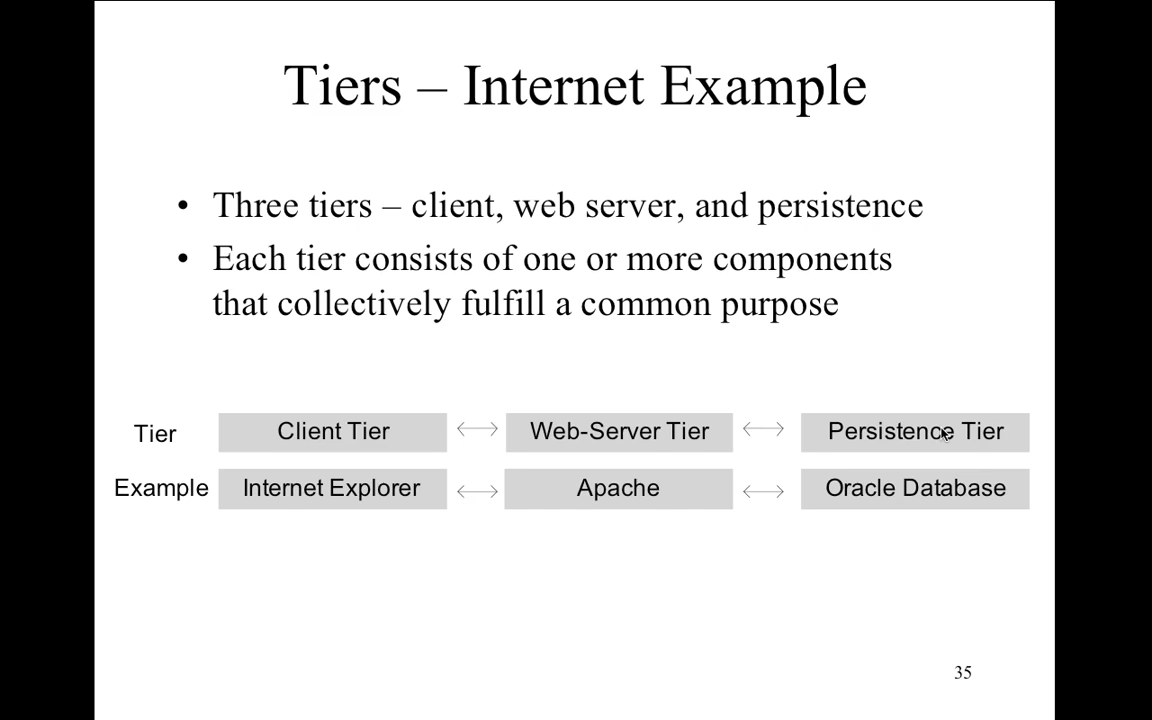 Tiers – Internet Example
• Three tiers – client, web server, and persistence
• Each tier consists of one or more components
that collectively fulfill a common purpose
Tier Client Tier Web-Server Tier Persistence Tier
Example Internet Explorer Apache Oracle Database
35